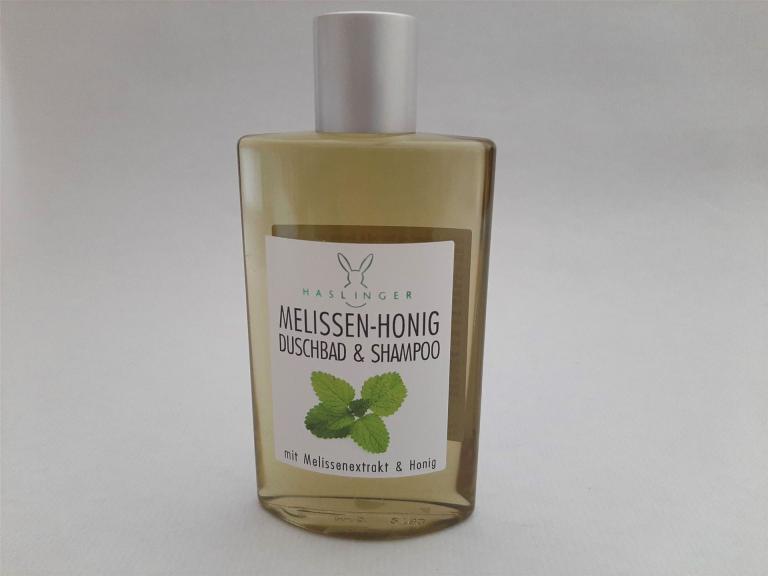 HASLINGER
MELISSEN-HONIG
DUSCHBAD & SHAMPOO
mit Melissenextrakt & Honig